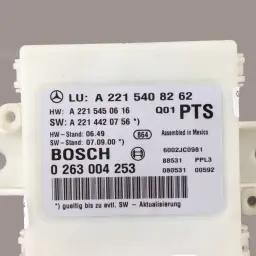 LU: A 221 540 82 62
HW: A 221 545 06 16 Q01 PTS
SW: A 221 442 07 56 *)
HW - Stand: 06.49 864 Assembled in Mexico
SW - Stand: 07.09.00 *)
BOSCH 6002JC0981
0 263 004 253 88531 PPL3
080531 00592
*) gueltig bis zu evtl. SW - Aktualisierung